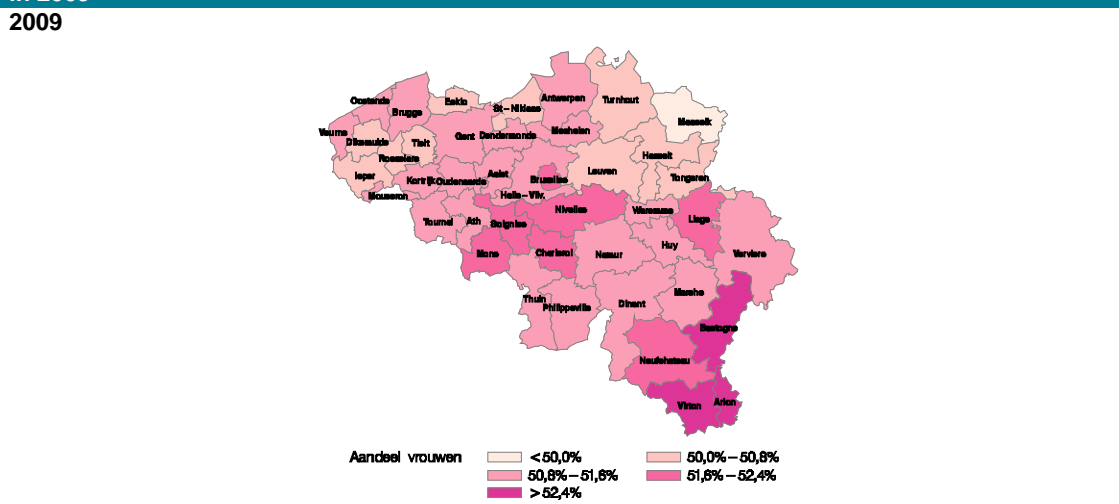 2009
Oostende
Brugge
Eeklo
St-Niklaas
Antwerpen
Turnhout
Maaseik
Veurne
Diksmuide
Tielt
Gent
Dendermonde
Mechelen
Hasselt
Roeselare
Ieper
Kortrijk
Oudenaarde
Aalst
Bruxelles
Leuven
Tongeren
Mouscron
Halle-Vilv.
Tournai
Ath
Soignies
Nivelles
Waremme
Liege
Mons
Charleroi
Namur
Huy
Verviers
Thuin
Philippeville
Dinant
Marche
Bastogne
Neufchateau
Virton
Arlon
Aandeel vrouwen
<50,0%
50,0%-50,8%
50,8%-51,6%
51,6%-52,4%
>52,4%